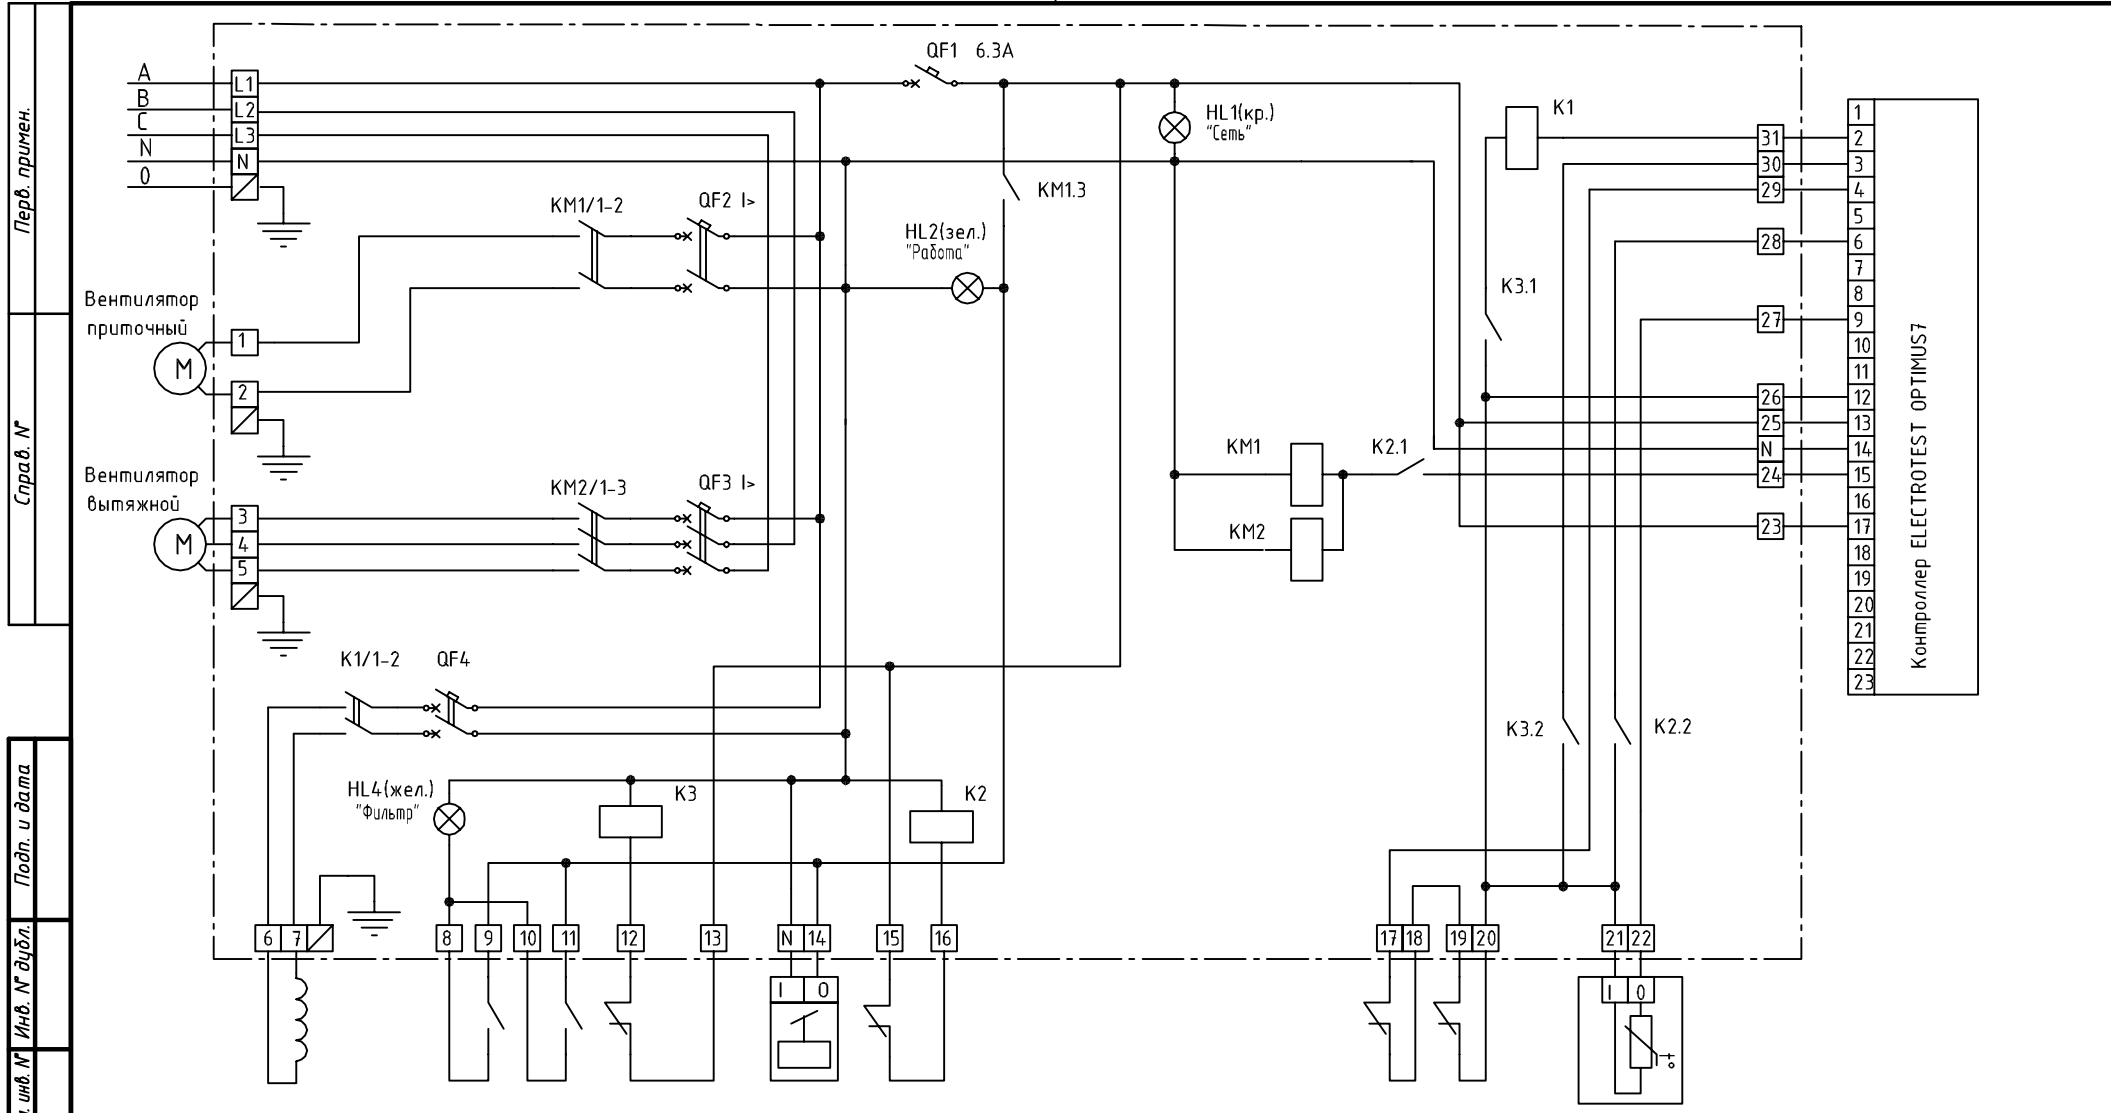 Перв. примен.
Справ. N°
Подп. и дата
Инв. N° дубл.
инв. N°
A
B
C
N
0
L1
L2
L3
N
QF1 6.3A
HL1(кр.)
"Сеть"
KM1.3
KM1/1-2
QF2 I>
HL2(зел.)
"Работа"
Вентилятор
приточный
M
1
2
Вентилятор
вытяжной
M
3
4
5
KM2/1-3
QF3 I>
KM1
K2.1
KM2
K1
K3.1
31
30
29
28
27
26
25
N
24
23
1
2
3
4
5
6
7
8
9
10
11
12
13
14
15
16
17
18
19
20
21
22
23
Контроллер ELECTROTEST OPTIMUS7
K1/1-2
QF4
K3.2
K2.2
HL4(жел.)
"Фильтр"
K3
K2
6 7
8
9
10
11
12
13
N 14
15
16
17 18
19 20
21 22
I O
I O
t°